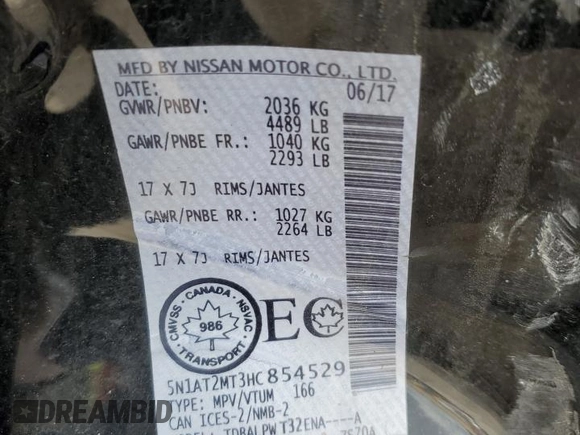 MFD BY NISSAN MOTOR CO., LTD.
DATE: 06/17
GVWR/PNBV: 2036 KG
4489 LB
GAWR/PNBE FR.: 1040 KG
2293 LB
17 X 7J RIMS/JANTES
GAWR/PNBE RR.: 1027 KG
2264 LB
17 X 7J RIMS/JANTES
CMVSS · CANADA · NSVAC
986
TRANSPORT
EC
5N1AT2MT3HC854529
TYPE: MPV/VTUM 166
CAN ICES-2/NMB-2
TDBALPW T32ENA----A
DREAMBID